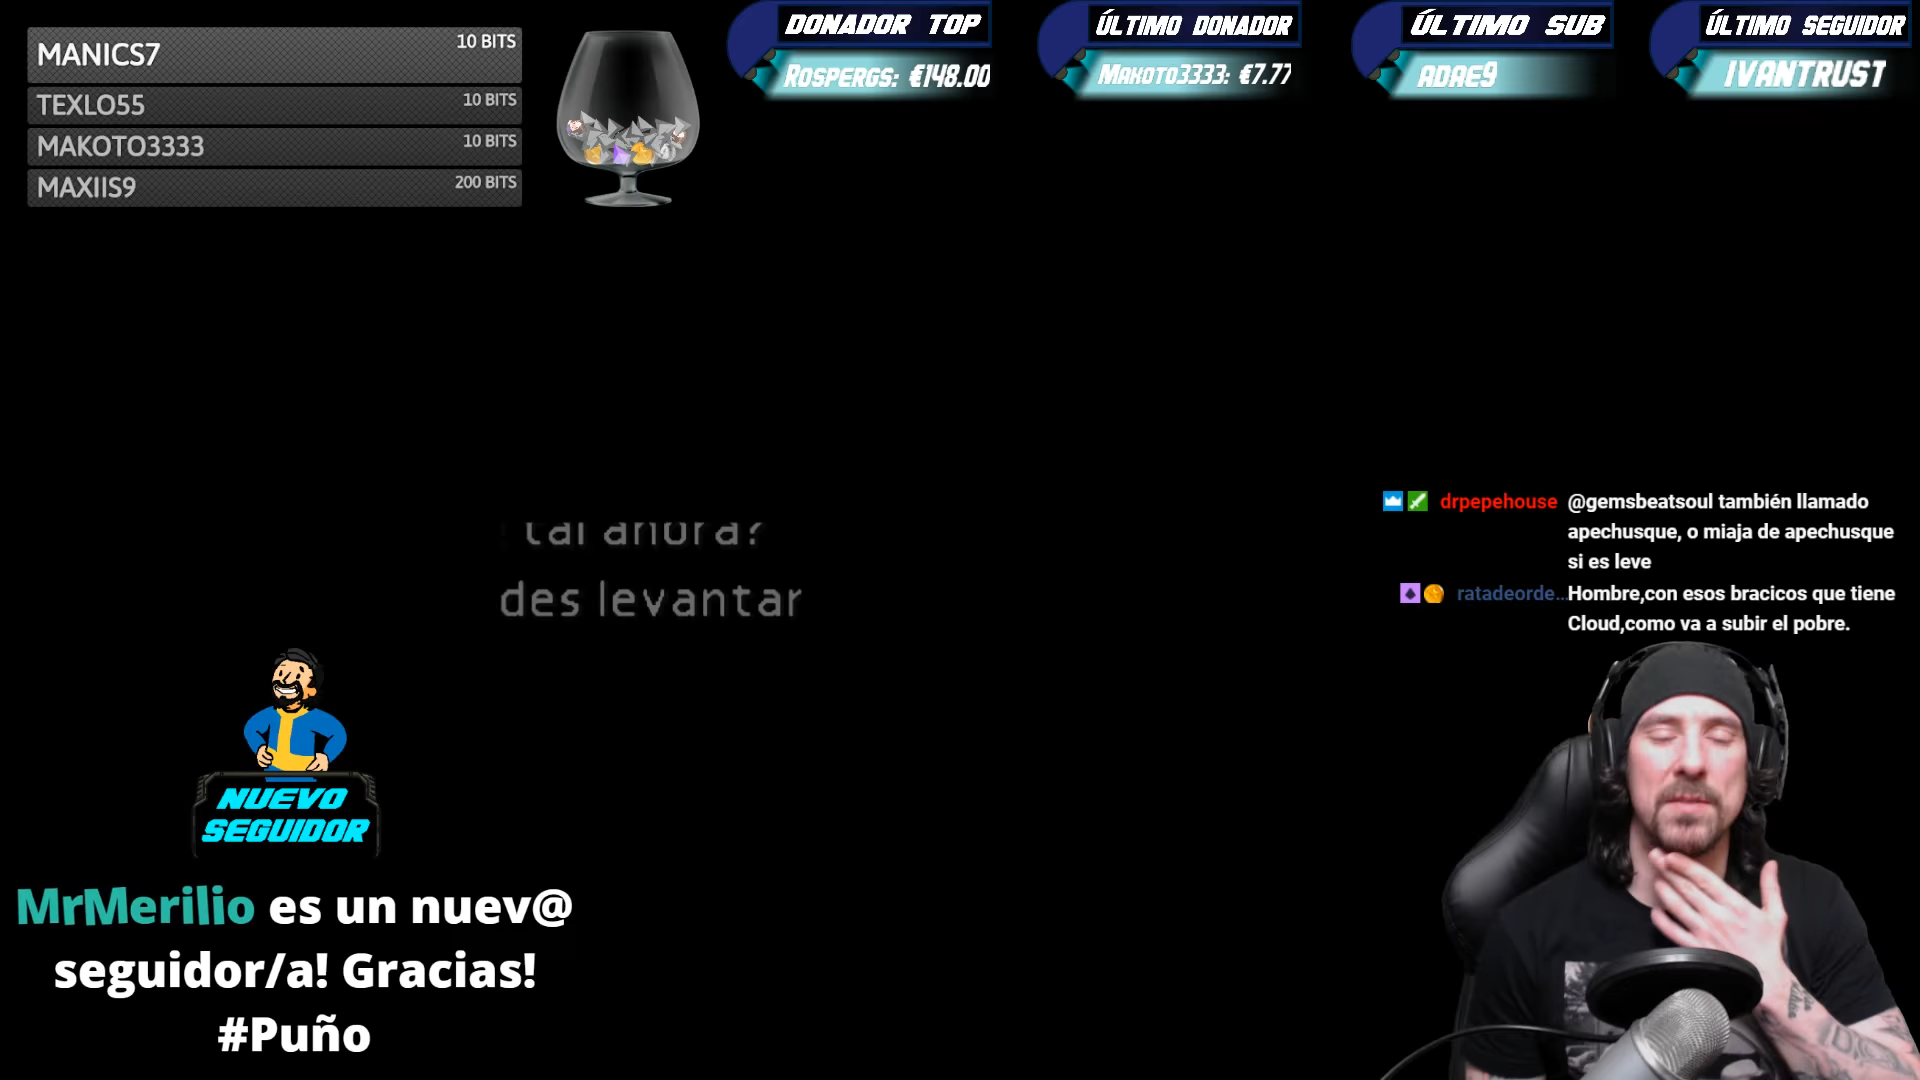 MANICS7 10 BITS
TEXLO55 10 BITS
MAKOTO3333 10 BITS
MAXIIS9 200 BITS
DONADOR TOP
ROSPERGS: €148.00
ÚLTIMO DONADOR
MAKOTO3333: €7.77
ÚLTIMO SUB
ADAE9
ÚLTIMO SEGUIDOR
IVANTRUST
tal ahora?
des levantar
drpepehouse @gemsbeatsoul también llamado
apechusque, o miaja de apechusque
si es leve
ratadeorde... Hombre,con esos bracicos que tiene
Cloud,como va a subir el pobre.
NUEVO
SEGUIDOR
MrMerilio es un nuev@
seguidor/a! Gracias!
#Puño